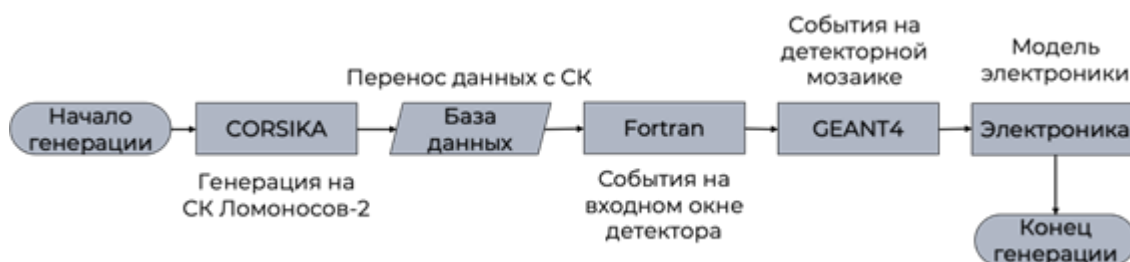 События на
детекторной
мозаике
Модель
электроники
Перенос данных с СК
Начало
генерации
CORSIKA
База
данных
Fortran
GEANT4
Электроника
Генерация на
СК Ломоносов-2
События на
входном окне
детектора
Конец
генерации